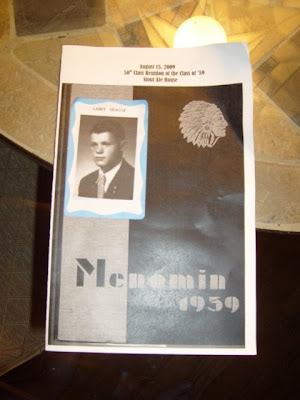 August 15, 2009
50th Class Reunion of the Class of '59
Stout Ale House
Menomin
1959